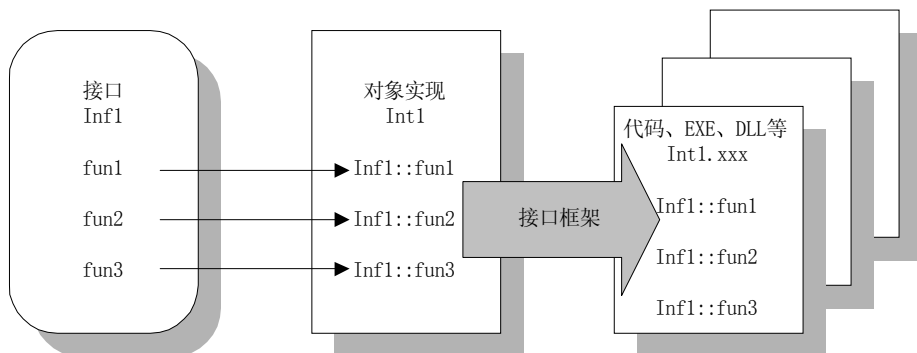 接口
Inf1
fun1
fun2
fun3
对象实现
Int1
Inf1::fun1
Inf1::fun2
Inf1::fun3
接口框架
代码、EXE、DLL等
Int1.xxx
Inf1::fun1
Inf1::fun2
Inf1::fun3